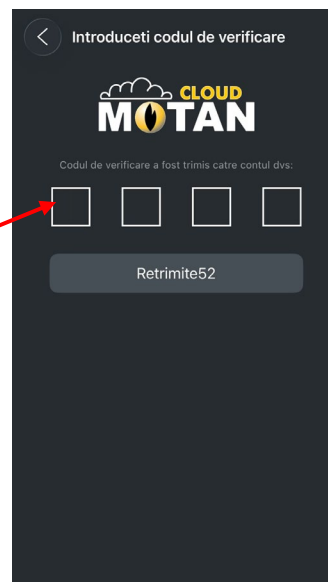 Introduceti codul de verificare
CLOUD
MOTAN
Codul de verificare a fost trimis catre contul dvs:
Retrimite52